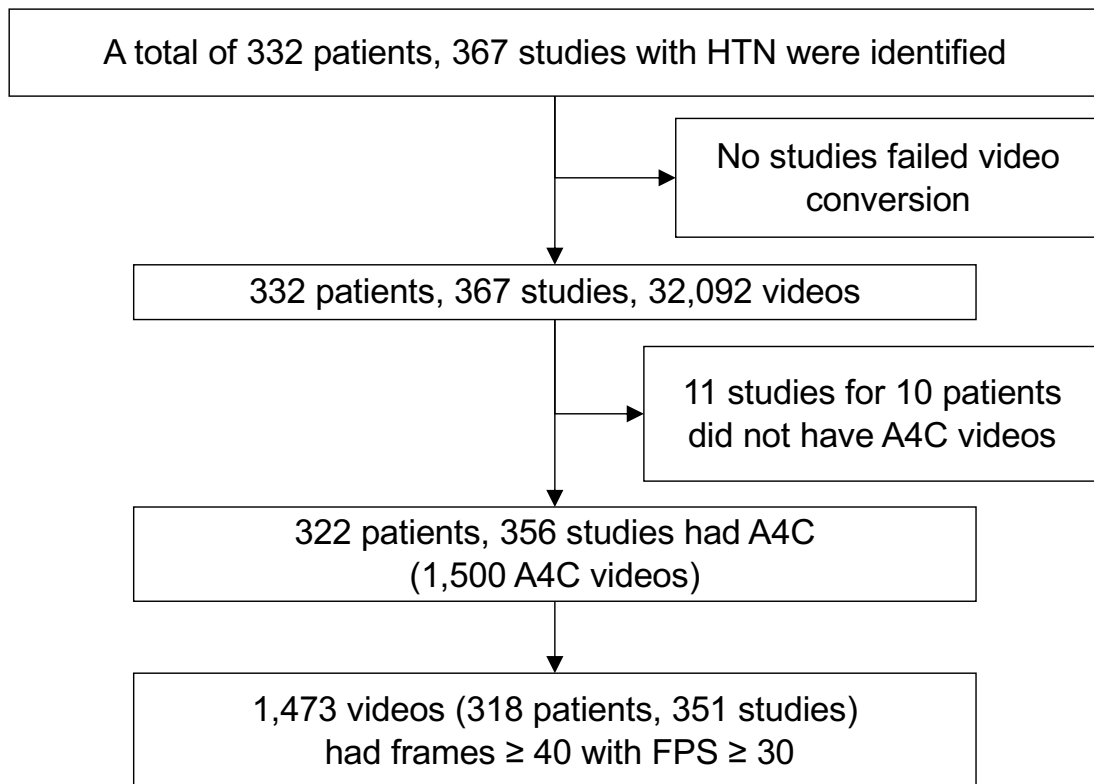 A total of 332 patients, 367 studies with HTN were identified
No studies failed video
conversion
332 patients, 367 studies, 32,092 videos
11 studies for 10 patients
did not have A4C videos
322 patients, 356 studies had A4C
(1,500 A4C videos)
1,473 videos (318 patients, 351 studies)
had frames ≥ 40 with FPS ≥ 30